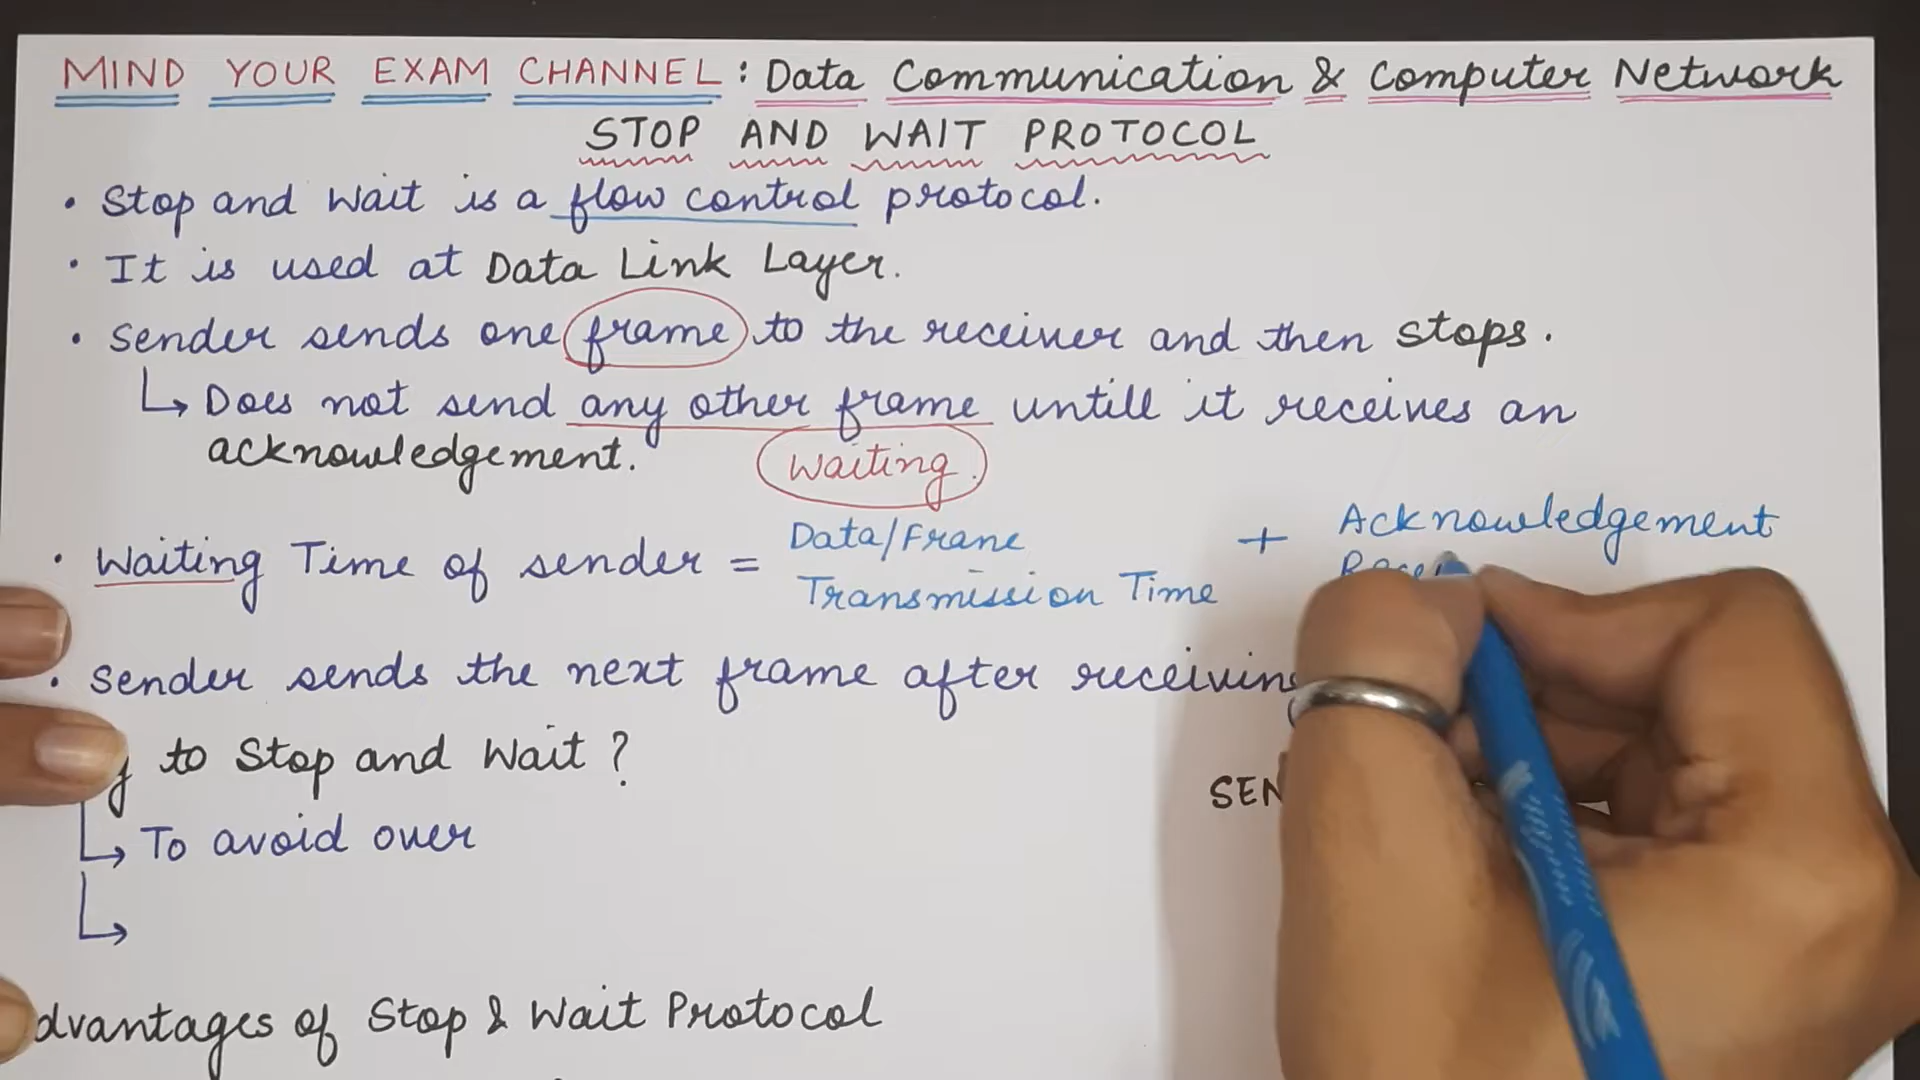 MIND YOUR EXAM CHANNEL : Data Communication & Computer Network
STOP AND WAIT PROTOCOL
• Stop and Wait is a flow control protocol.
• It is used at Data Link Layer.
• Sender sends one frame to the receiver and then stops.
↳ Does not send any other frame untill it receives an
acknowledgement. Waiting.
• Waiting Time of sender = Data/Frane Transmission Time + Acknowledgement
• Sender sends the next frame after receiving
to Stop and Wait ?
↳ To avoid over
↳
dvantages of Stop & Wait Protocol